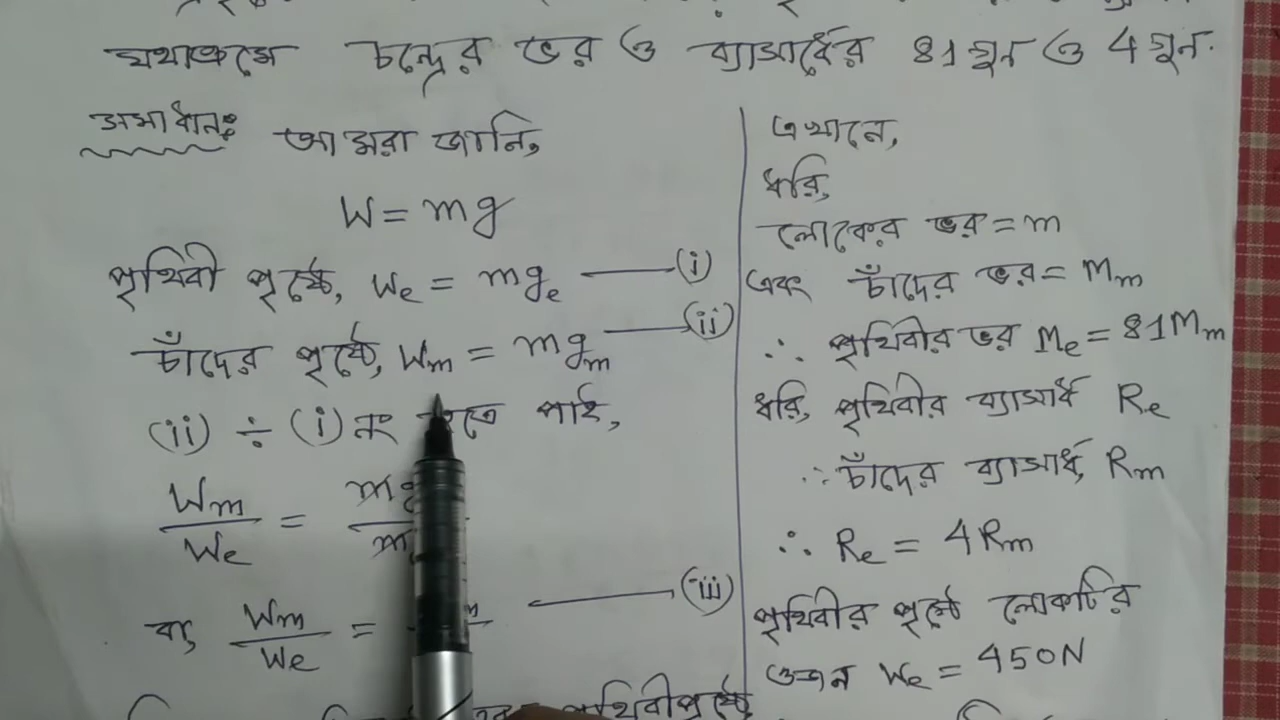 যথাক্রমে চন্দ্রের ভর ও ব্যাসার্ধের 81 গুন ও 4 গুন.
সমাধানঃ আমরা জানি,
W = mg
পৃথিবী পৃষ্ঠে, We = mge —— (i)
চাঁদের পৃষ্ঠে, Wm = mgm —— (ii)
(ii) ÷ (i) নং হতে পাই,
Wm/We =
বা, Wm/We = —— (iii)
পৃথিবীপৃষ্ঠে
এখানে,
ধরি,
লোকের ভর = m
এবং চাঁদের ভর = Mm
∴ পৃথিবীর ভর Me = 81Mm
ধরি, পৃথিবীর ব্যাসার্ধ Re
∴ চাঁদের ব্যাসার্ধ, Rm
∴ Re = 4Rm
পৃথিবীর পৃষ্ঠে লোকটির
ওজন We = 450N